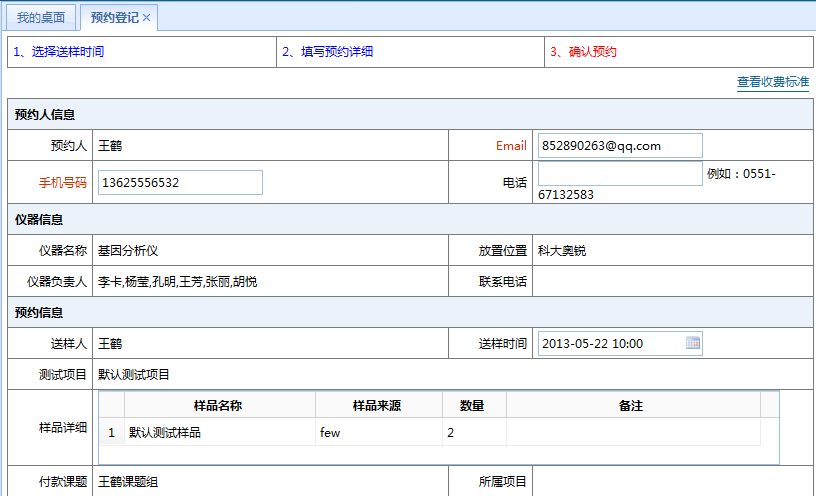 我的桌面 预约登记
1、选择送样时间 2、填写预约详细 3、确认预约
查看收费标准
预约人信息
预约人 王鹤 Email 852890263@qq.com
手机号码 13625556532 电话 例如：0551-
67132583
仪器信息
仪器名称 基因分析仪 放置位置 科大奥锐
仪器负责人 李卡,杨莹,孔明,王芳,张丽,胡悦 联系电话
预约信息
送样人 王鹤 送样时间 2013-05-22 10:00
测试项目 默认测试项目
样品详细 样品名称 样品来源 数量 备注
1 默认测试样品 few 2
付款课题 王鹤课题组 所属项目